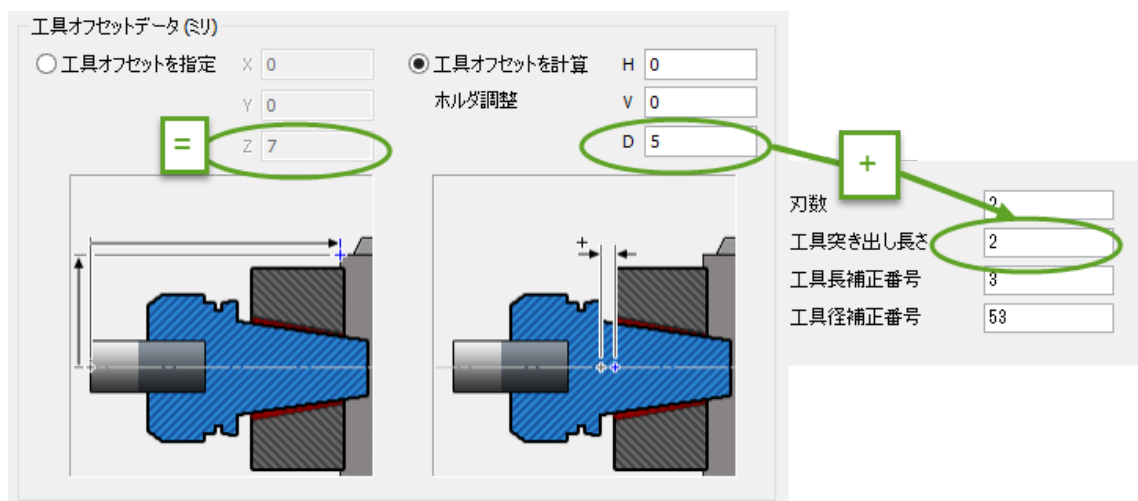 工具オフセットデータ (ミリ)
工具オフセットを指定 X 0
Y 0
Z 7
工具オフセットを計算 H 0
ホルダ調整 V 0
D 5
=
+
刃数 2
工具突き出し長さ 2
工具長補正番号 3
工具径補正番号 53
+